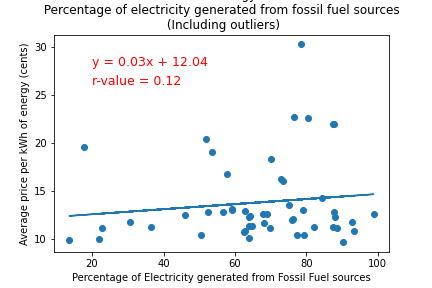 Percentage of electricity generated from fossil fuel sources
(Including outliers)
y = 0.03x + 12.04
r-value = 0.12
30
25
20
15
10
Average price per kWh of energy (cents)
20
40
60
80
100
Percentage of Electricity generated from Fossil Fuel sources